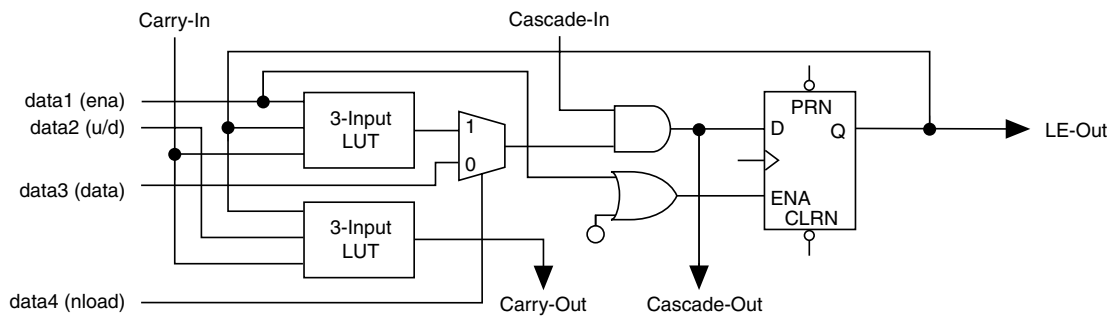 Carry-In
Cascade-In
data1 (ena)
data2 (u/d)
data3 (data)
data4 (nload)
3-Input
LUT
1
0
3-Input
LUT
PRN
D
Q
ENA
CLRN
LE-Out
Carry-Out
Cascade-Out